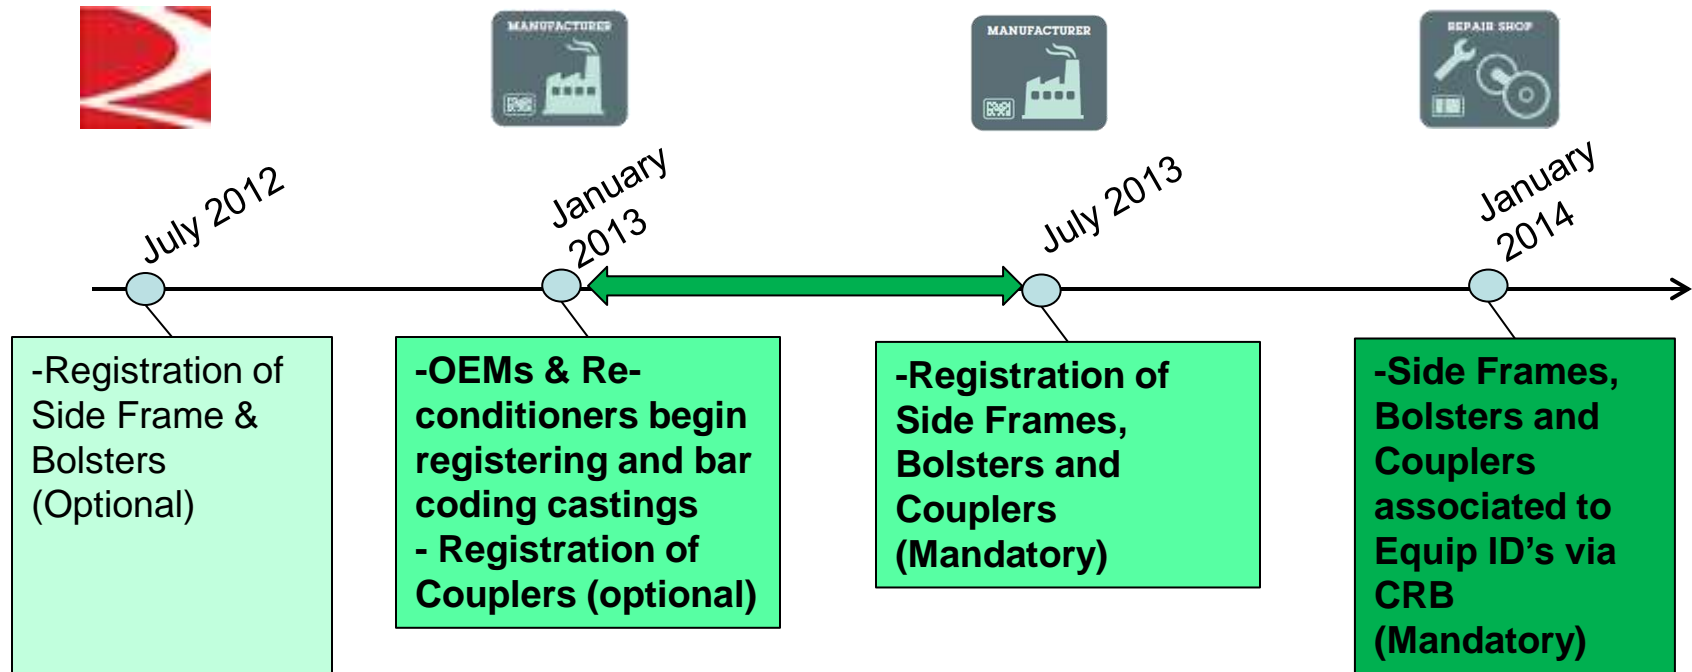 MANUFACTURER
MANUFACTURER
REPAIR SHOP
July 2012
January
2013
July 2013
January
2014
-Registration of
Side Frame &
Bolsters
(Optional)
-OEMs & Re-
conditioners begin
registering and bar
coding castings
- Registration of
Couplers (optional)
-Registration of
Side Frames,
Bolsters and
Couplers
(Mandatory)
-Side Frames,
Bolsters and
Couplers
associated to
Equip ID’s via
CRB
(Mandatory)